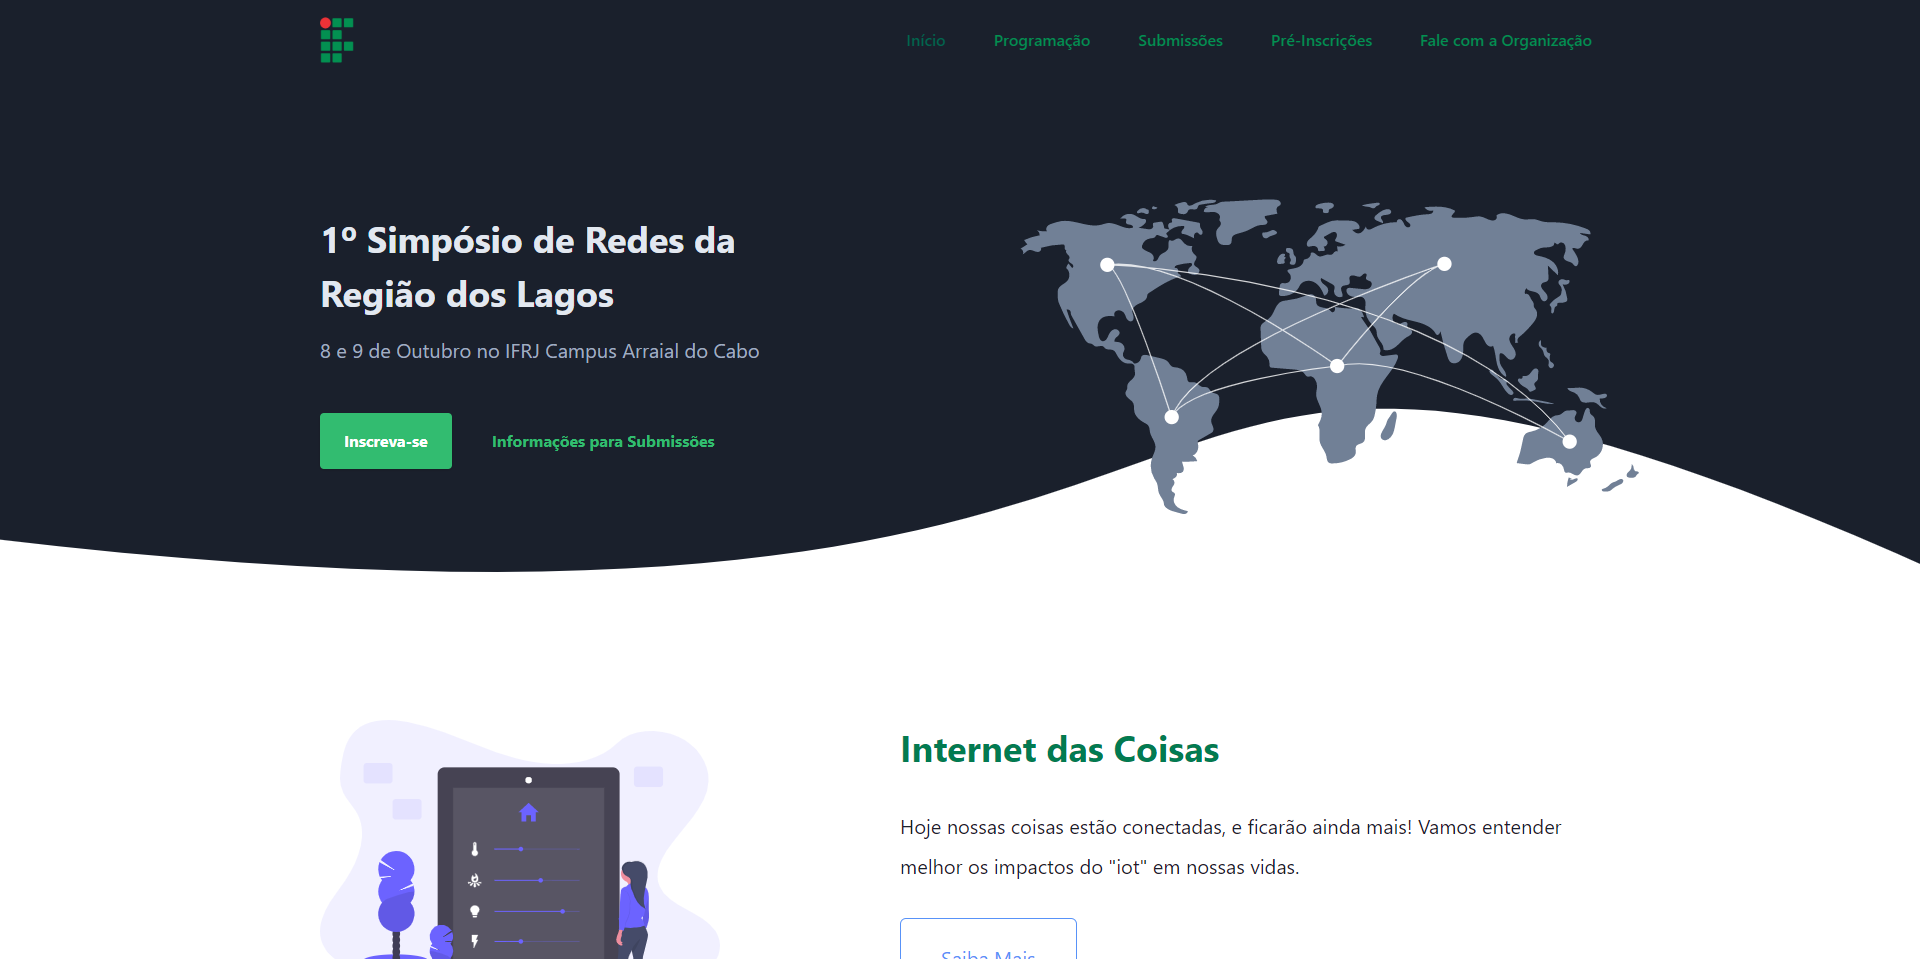 Início
Programação
Submissões
Pré-Inscrições
Fale com a Organização
1º Simpósio de Redes da
Região dos Lagos
8 e 9 de Outubro no IFRJ Campus Arraial do Cabo
Inscreva-se
Informações para Submissões
Internet das Coisas
Hoje nossas coisas estão conectadas, e ficarão ainda mais! Vamos entender
melhor os impactos do "iot" em nossas vidas.
Saiba Mais